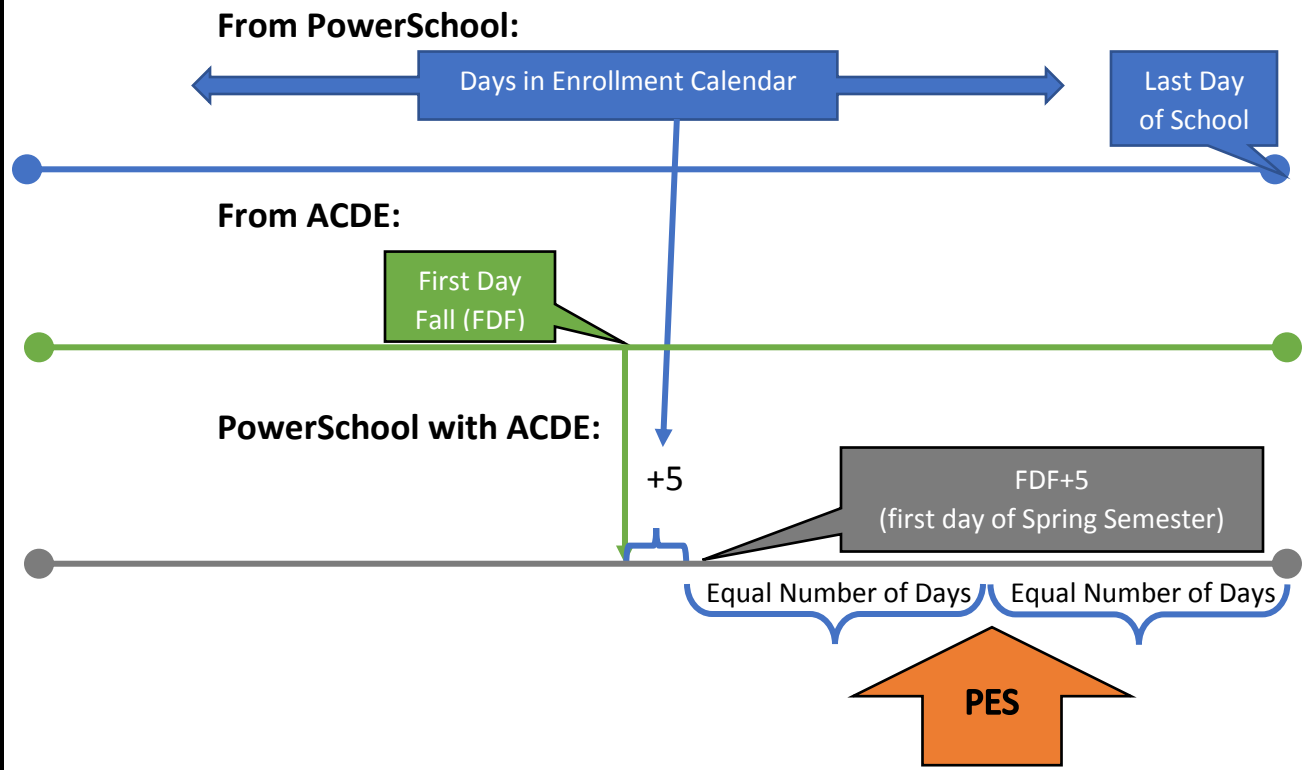 From PowerSchool:
Days in Enrollment Calendar
Last Day
of School
From ACDE:
First Day
Fall (FDF)
PowerSchool with ACDE:
+5
FDF+5
(first day of Spring Semester)
Equal Number of Days
Equal Number of Days
PES